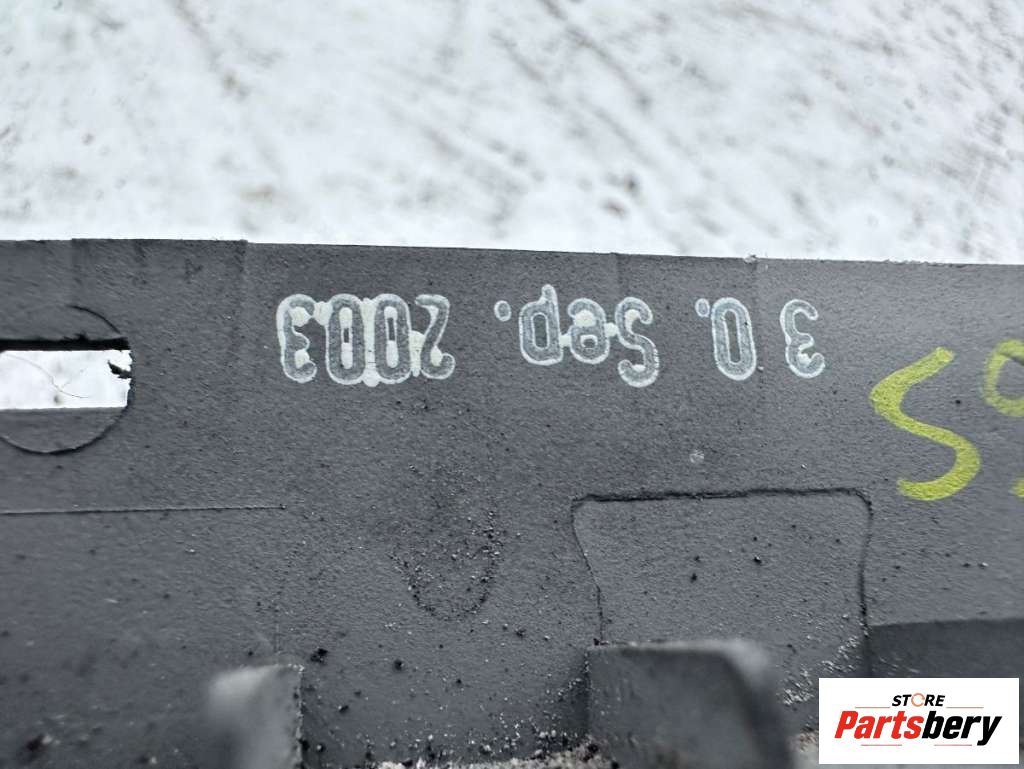 30. Sep. 2003
STORE
Partsbery